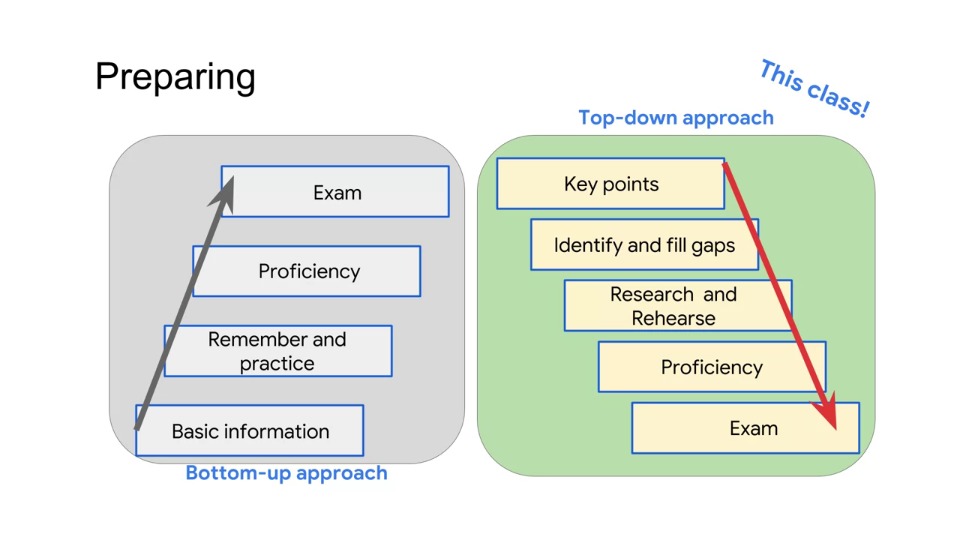 Preparing
This class!
Top-down approach
Exam
Proficiency
Remember and
practice
Basic information
Bottom-up approach
Key points
Identify and fill gaps
Research and
Rehearse
Proficiency
Exam